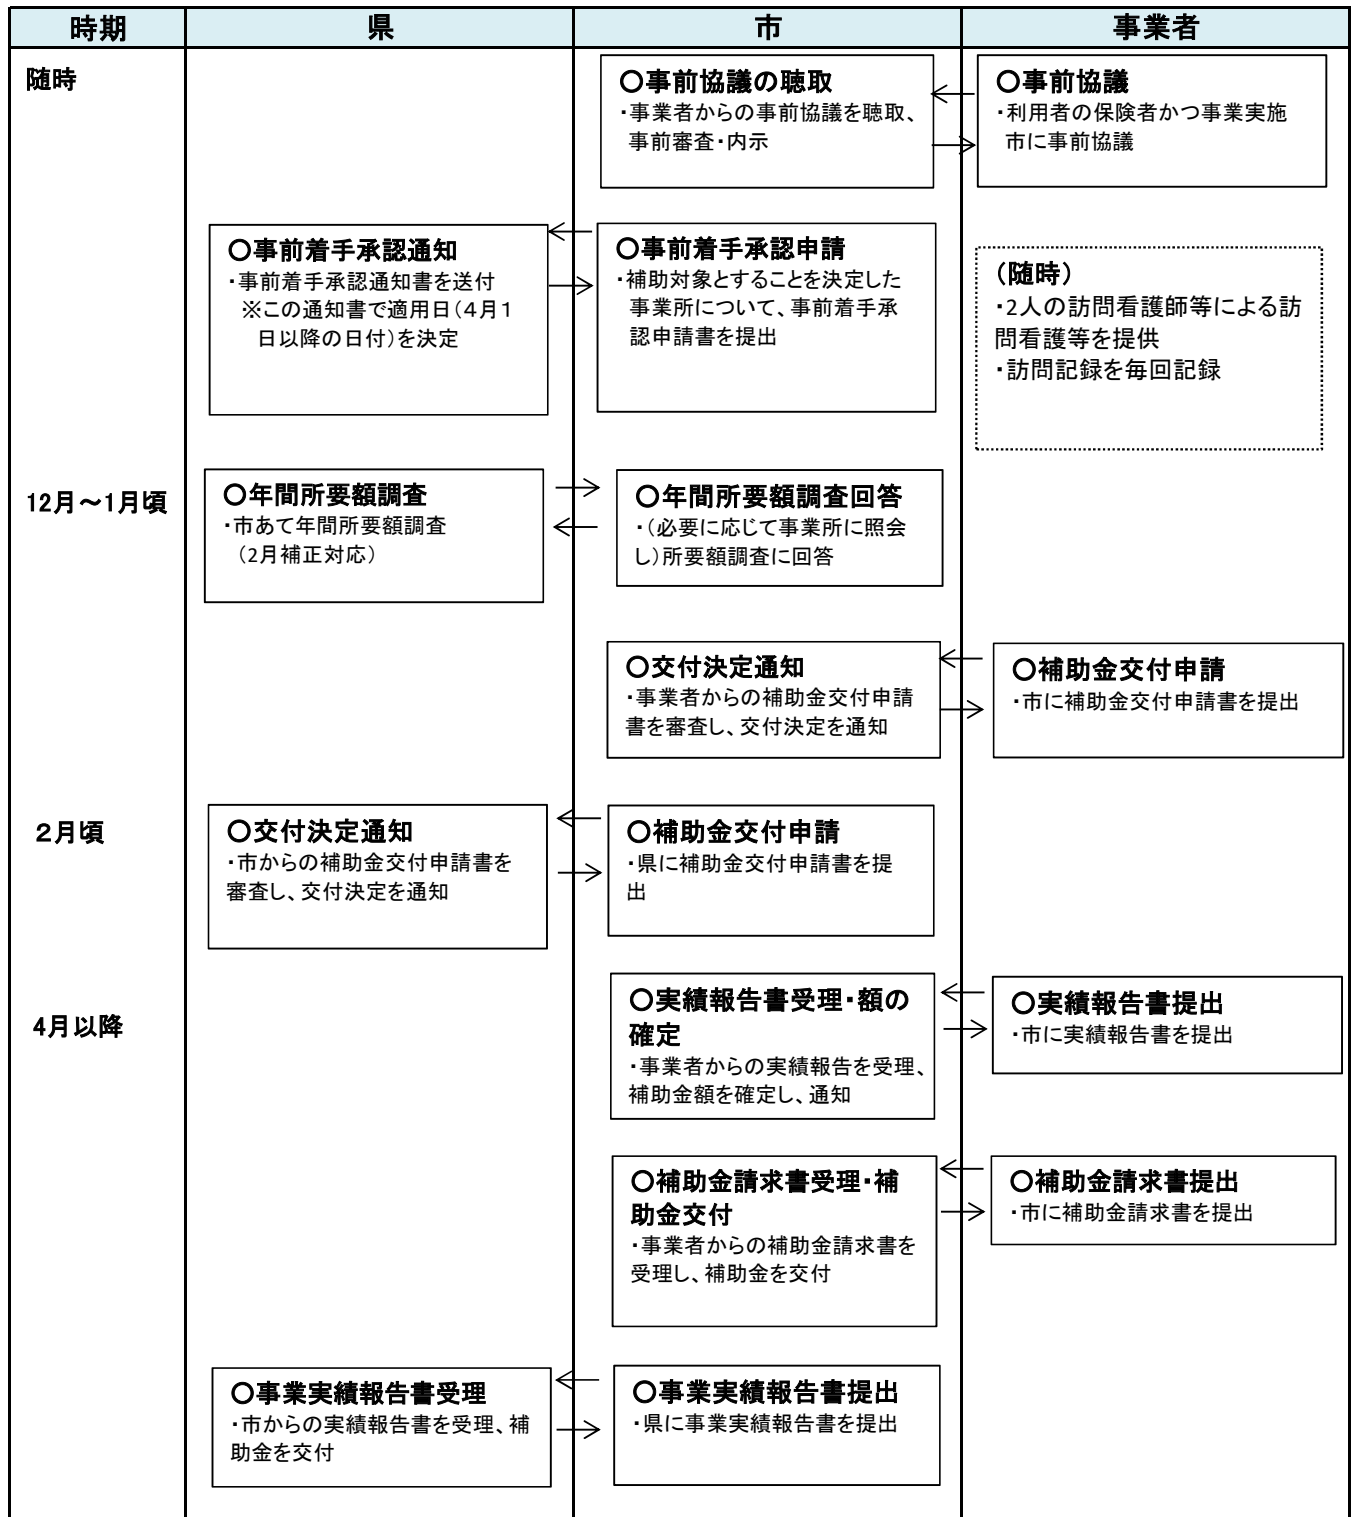 時期
県
市
事業者
随時
○事前協議の聴取
・事業者からの事前協議を聴取、
事前審査・内示
○事前協議
・利用者の保険者かつ事業実施
市に事前協議
○事前着手承認通知
・事前着手承認通知書を送付
※この通知書で適用日(4月1
日以降の日付)を決定
○事前着手承認申請
・補助対象とすることを決定した
事業所について、事前着手承
認申請書を提出
(随時)
・2人の訪問看護師等による訪
問看護等を提供
・訪問記録を毎回記録
12月~1月頃
○年間所要額調査
・市あて年間所要額調査
(2月補正対応)
○年間所要額調査回答
・(必要に応じて事業所に照会
し)所要額調査に回答
○交付決定通知
・事業者からの補助金交付申請
書を審査し、交付決定を通知
○補助金交付申請
・市に補助金交付申請書を提出
2月頃
○交付決定通知
・市からの補助金交付申請書を
審査し、交付決定を通知
○補助金交付申請
・県に補助金交付申請書を提
出
4月以降
○実績報告書受理・額の
確定
・事業者からの実績報告を受理、
補助金額を確定し、通知
○実績報告書提出
・市に実績報告書を提出
○補助金請求書受理・補
助金交付
・事業者からの補助金請求書を
受理し、補助金を交付
○補助金請求書提出
・市に補助金請求書を提出
○事業実績報告書受理
・市からの実績報告書を受理、補
助金を交付
○事業実績報告書提出
・県に事業実績報告書を提出